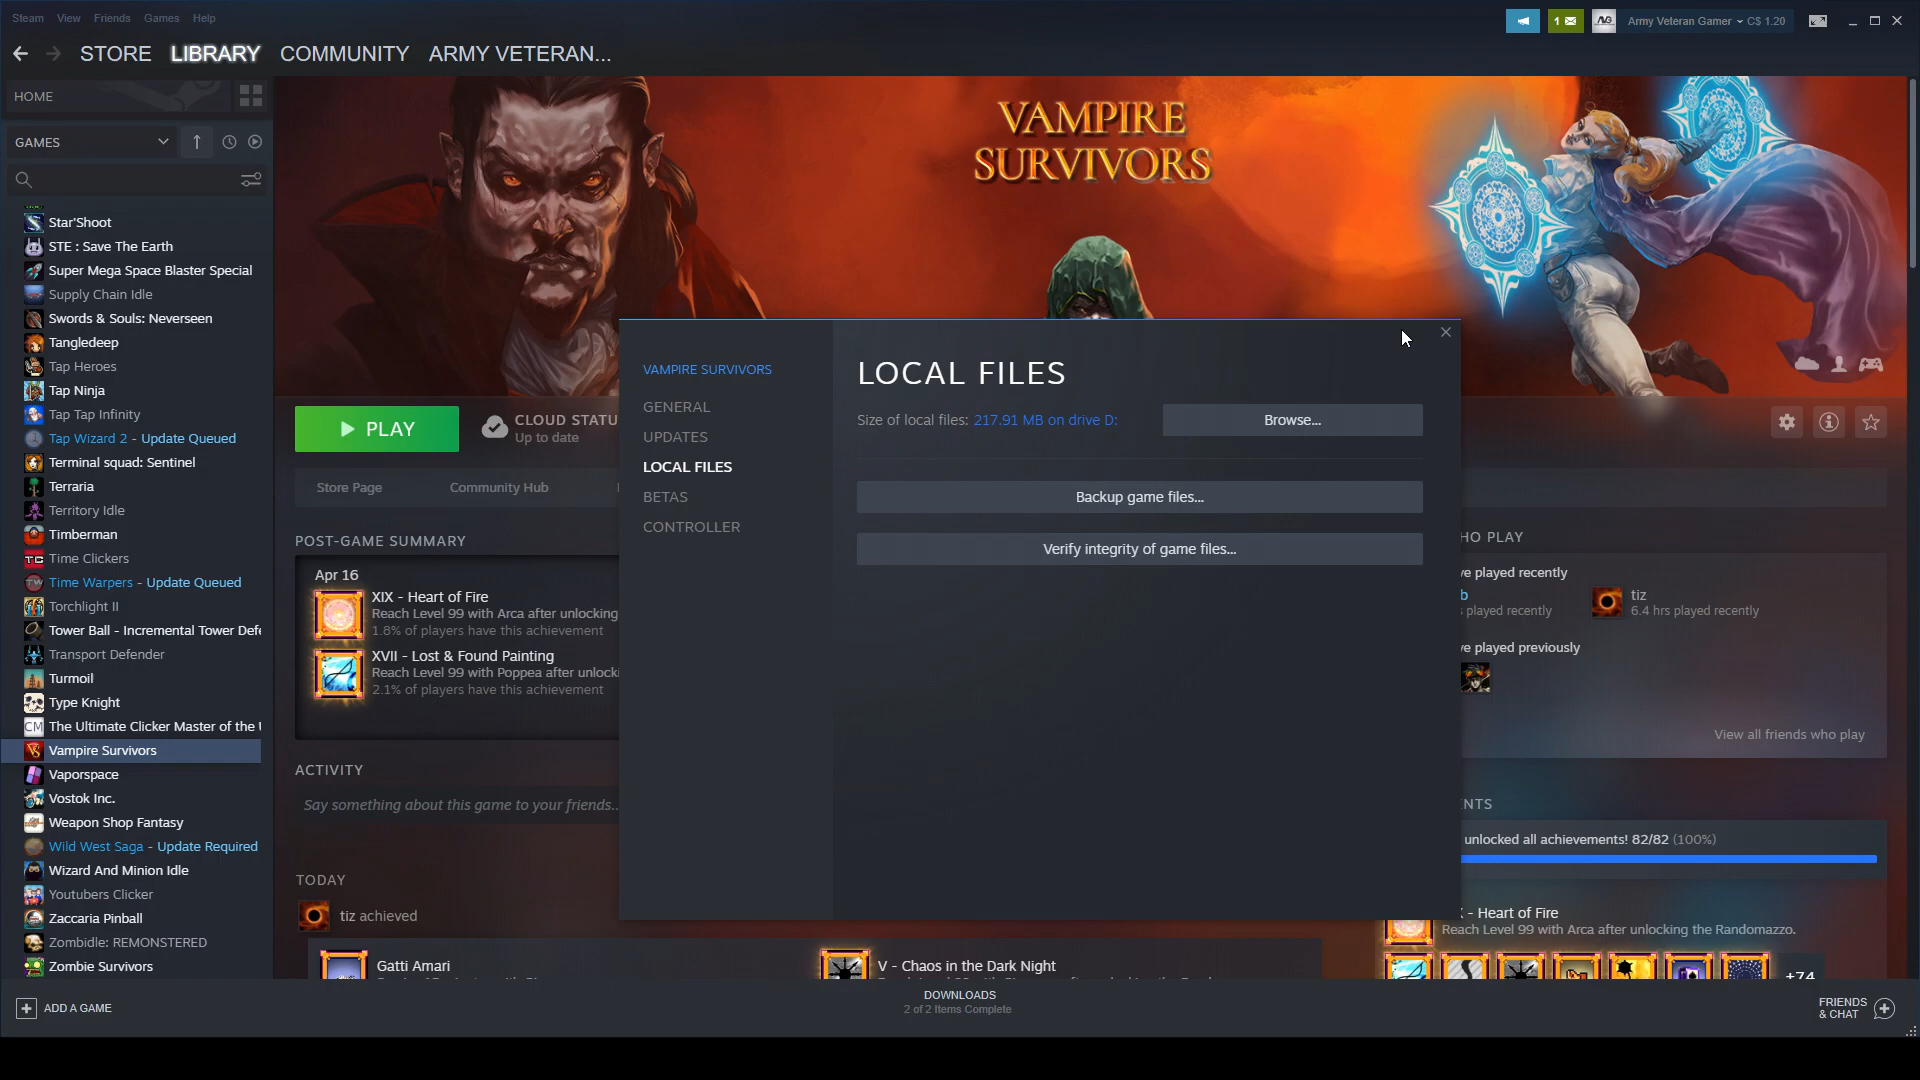 Steam View Friends Games Help
1
Army Veteran Gamer C$ 1.20
STORE LIBRARY COMMUNITY ARMY VETERAN...
HOME
GAMES
Star'Shoot
STE : Save The Earth
Super Mega Space Blaster Special
Supply Chain Idle
Swords & Souls: Neverseen
Tangledeep
Tap Heroes
Tap Ninja
Tap Tap Infinity
Tap Wizard 2 - Update Queued
Terminal squad: Sentinel
Terraria
Territory Idle
Timberman
Time Clickers
Time Warpers - Update Queued
Torchlight II
Tower Ball - Incremental Tower Defe
Transport Defender
Turmoil
Type Knight
The Ultimate Clicker Master of the
Vampire Survivors
Vaporspace
Vostok Inc.
Weapon Shop Fantasy
Wild West Saga - Update Required
Wizard And Minion Idle
Youtubers Clicker
Zaccaria Pinball
Zombidle: REMONSTERED
Zombie Survivors
VAMPIRE
SURVIVORS
PLAY
CLOUD STATU
Up to date
Store Page Community Hub
POST-GAME SUMMARY
Apr 16
XIX - Heart of Fire
Reach Level 99 with Arca after unlocking
1.8% of players have this achievement
XVII - Lost & Found Painting
Reach Level 99 with Poppea after unlocki
2.1% of players have this achievement
ACTIVITY
Say something about this game to your friends..
TODAY
tiz achieved
Gatti Amari
V - Chaos in the Dark Night
VAMPIRE SURVIVORS
GENERAL
UPDATES
LOCAL FILES
BETAS
CONTROLLER
LOCAL FILES
Size of local files: 217.91 MB on drive D:
Browse...
Backup game files...
Verify integrity of game files...
HO PLAY
ve played recently
b
s played recently
tiz
6.4 hrs played recently
ve played previously
View all friends who play
ENTS
unlocked all achievements! 82/82 (100%)
- Heart of Fire
Reach Level 99 with Arca after unlocking the Randomazzo.
+74
ADD A GAME
DOWNLOADS
2 of 2 Items Complete
FRIENDS
& CHAT